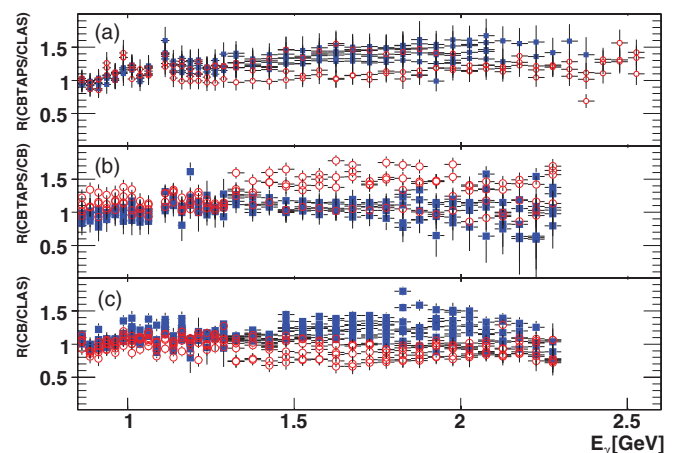 (a)
R(CBTAPS/CLAS)
1.5
1
0.5
(b)
R(CBTAPS/CB)
1.5
1
0.5
(c)
R(CB/CLAS)
1.5
1
0.5
1 1.5 2 2.5
Eγ[GeV]